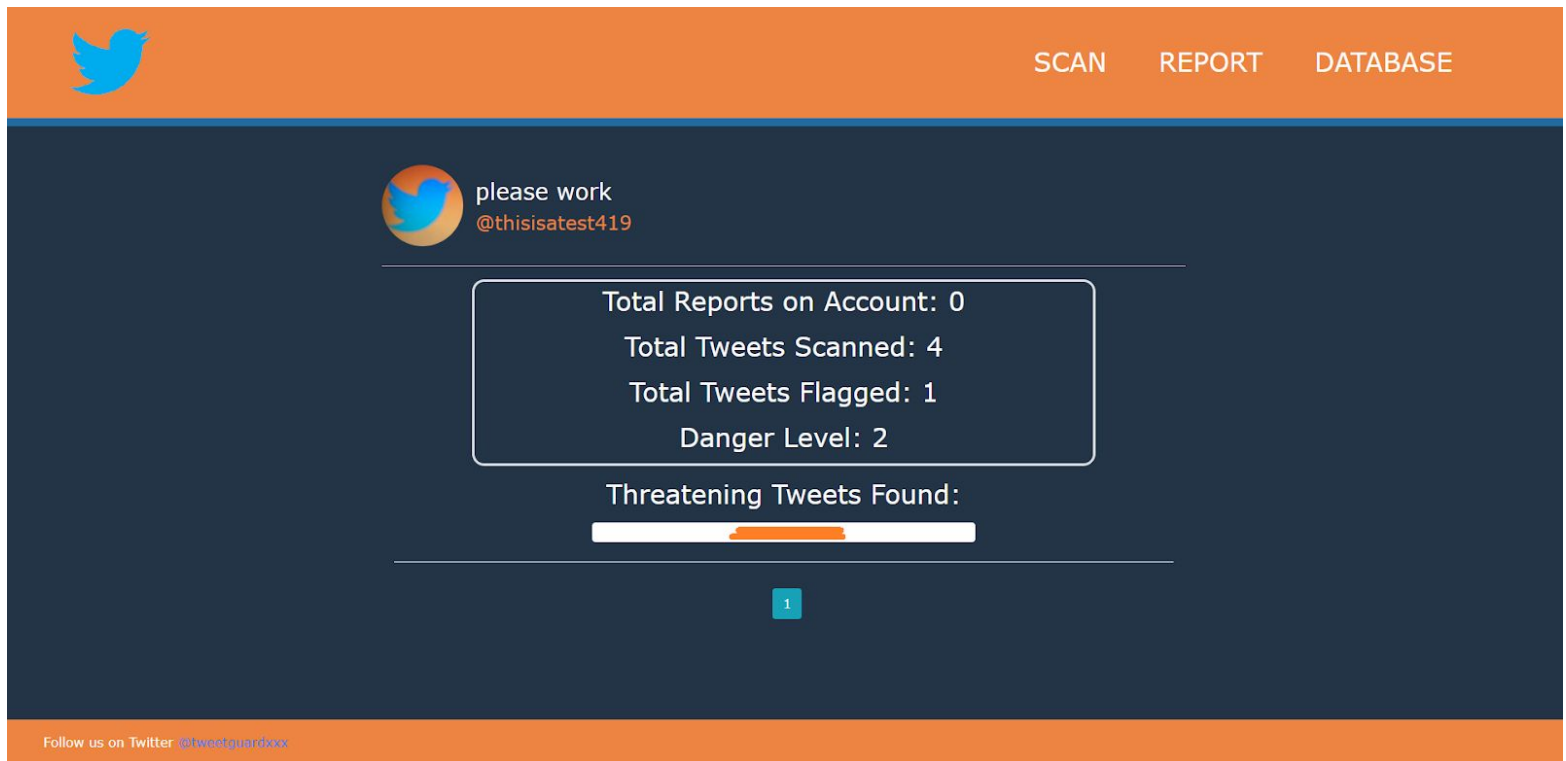 SCAN REPORT DATABASE
please work
@thisisatest419
Total Reports on Account: 0
Total Tweets Scanned: 4
Total Tweets Flagged: 1
Danger Level: 2
Threatening Tweets Found:
1
Follow us on Twitter @tweetguardxxx